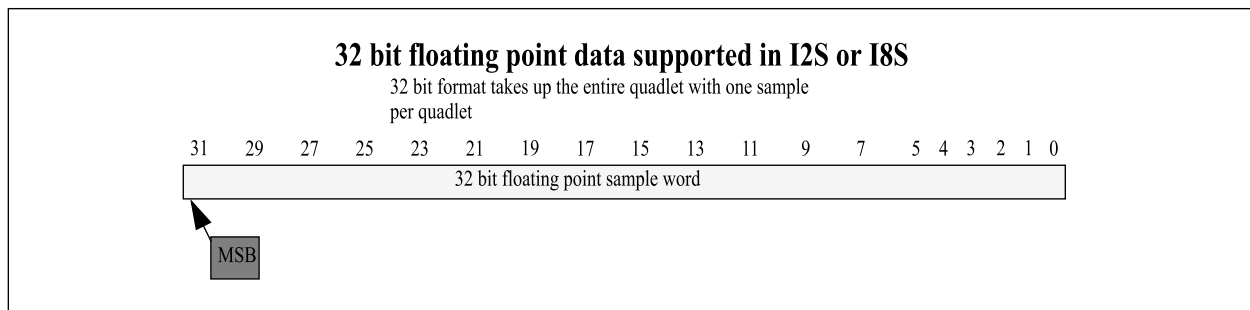 32 bit floating point data supported in I2S or I8S
32 bit format takes up the entire quadlet with one sample
per quadlet
31 29 27 25 23 21 19 17 15 13 11 9 7 5 4 3 2 1 0
32 bit floating point sample word
MSB